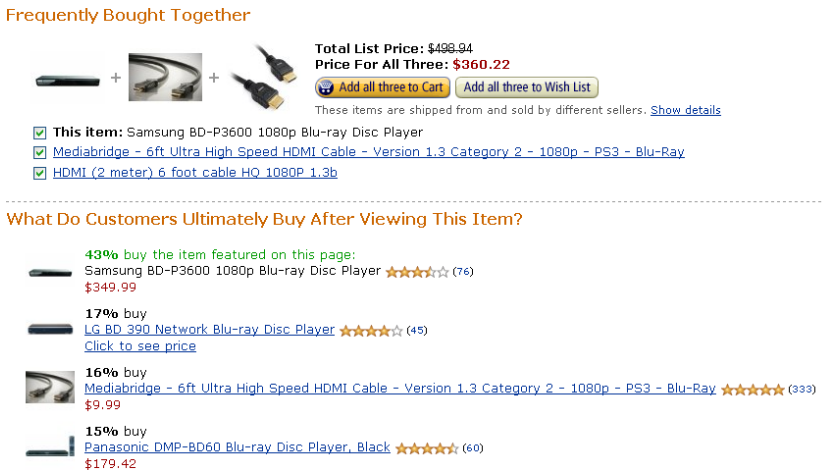 Frequently Bought Together
Total List Price: $498.94
Price For All Three: $360.22
Add all three to Cart Add all three to Wish List
These items are shipped from and sold by different sellers. Show details
This item: Samsung BD-P3600 1080p Blu-ray Disc Player
Mediabridge - 6ft Ultra High Speed HDMI Cable - Version 1.3 Category 2 - 1080p - PS3 - Blu-Ray
HDMI (2 meter) 6 foot cable HQ 1080P 1.3b
What Do Customers Ultimately Buy After Viewing This Item?
43% buy the item featured on this page:
Samsung BD-P3600 1080p Blu-ray Disc Player (76)
$349.99
17% buy
LG BD 390 Network Blu-ray Disc Player (45)
Click to see price
16% buy
Mediabridge - 6ft Ultra High Speed HDMI Cable - Version 1.3 Category 2 - 1080p - PS3 - Blu-Ray (333)
$9.99
15% buy
Panasonic DMP-BD60 Blu-ray Disc Player, Black (60)
$179.42